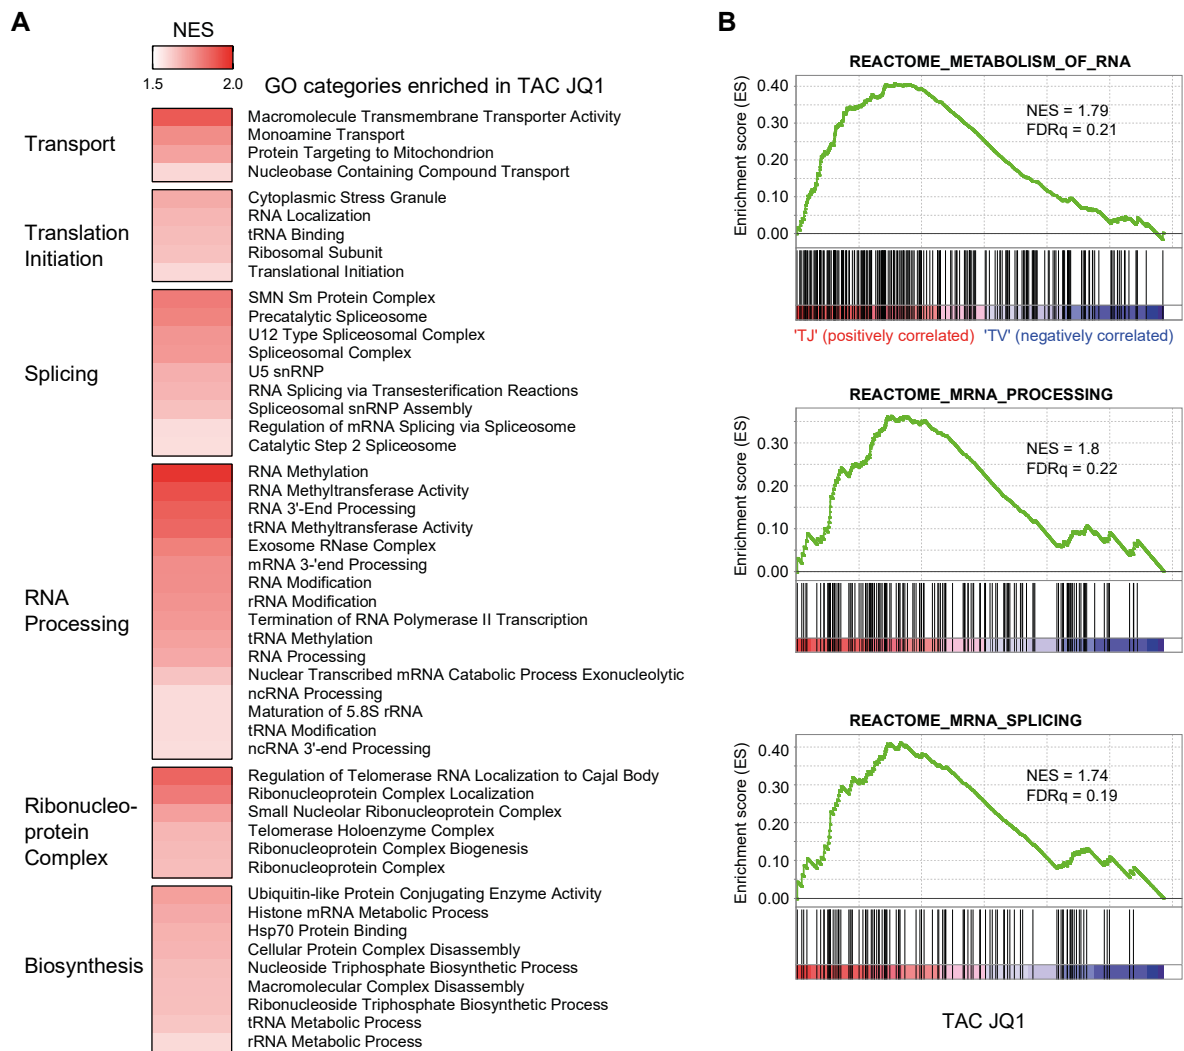 A
NES
1.5 2.0
GO categories enriched in TAC JQ1
Transport
Macromolecule Transmembrane Transporter Activity
Monoamine Transport
Protein Targeting to Mitochondrion
Nucleobase Containing Compound Transport
Translation
Initiation
Cytoplasmic Stress Granule
RNA Localization
tRNA Binding
Ribosomal Subunit
Translational Initiation
Splicing
SMN Sm Protein Complex
Precatalytic Spliceosome
U12 Type Spliceosomal Complex
Spliceosomal Complex
U5 snRNP
RNA Splicing via Transesterification Reactions
Spliceosomal snRNP Assembly
Regulation of mRNA Splicing via Spliceosome
Catalytic Step 2 Spliceosome
RNA
Processing
RNA Methylation
RNA Methyltransferase Activity
RNA 3'-End Processing
tRNA Methyltransferase Activity
Exosome RNase Complex
mRNA 3-'end Processing
RNA Modification
rRNA Modification
Termination of RNA Polymerase II Transcription
tRNA Methylation
RNA Processing
Nuclear Transcribed mRNA Catabolic Process Exonucleolytic
ncRNA Processing
Maturation of 5.8S rRNA
tRNA Modification
ncRNA 3'-end Processing
Ribonucleo-
protein
Complex
Regulation of Telomerase RNA Localization to Cajal Body
Ribonucleoprotein Complex Localization
Small Nucleolar Ribonucleoprotein Complex
Telomerase Holoenzyme Complex
Ribonucleoprotein Complex Biogenesis
Ribonucleoprotein Complex
Biosynthesis
Ubiquitin-like Protein Conjugating Enzyme Activity
Histone mRNA Metabolic Process
Hsp70 Protein Binding
Cellular Protein Complex Disassembly
Nucleoside Triphosphate Biosynthetic Process
Macromolecular Complex Disassembly
Ribonucleoside Triphosphate Biosynthetic Process
tRNA Metabolic Process
rRNA Metabolic Process
B
REACTOME_METABOLISM_OF_RNA
Enrichment score (ES)
0.40
0.30
0.20
0.10
0.00
NES = 1.79
FDRq = 0.21
'TJ' (positively correlated) 'TV' (negatively correlated)
REACTOME_MRNA_PROCESSING
Enrichment score (ES)
0.30
0.20
0.10
0.00
NES = 1.8
FDRq = 0.22
REACTOME_MRNA_SPLICING
Enrichment score (ES)
0.40
0.30
0.20
0.10
0.00
NES = 1.74
FDRq = 0.19
TAC JQ1